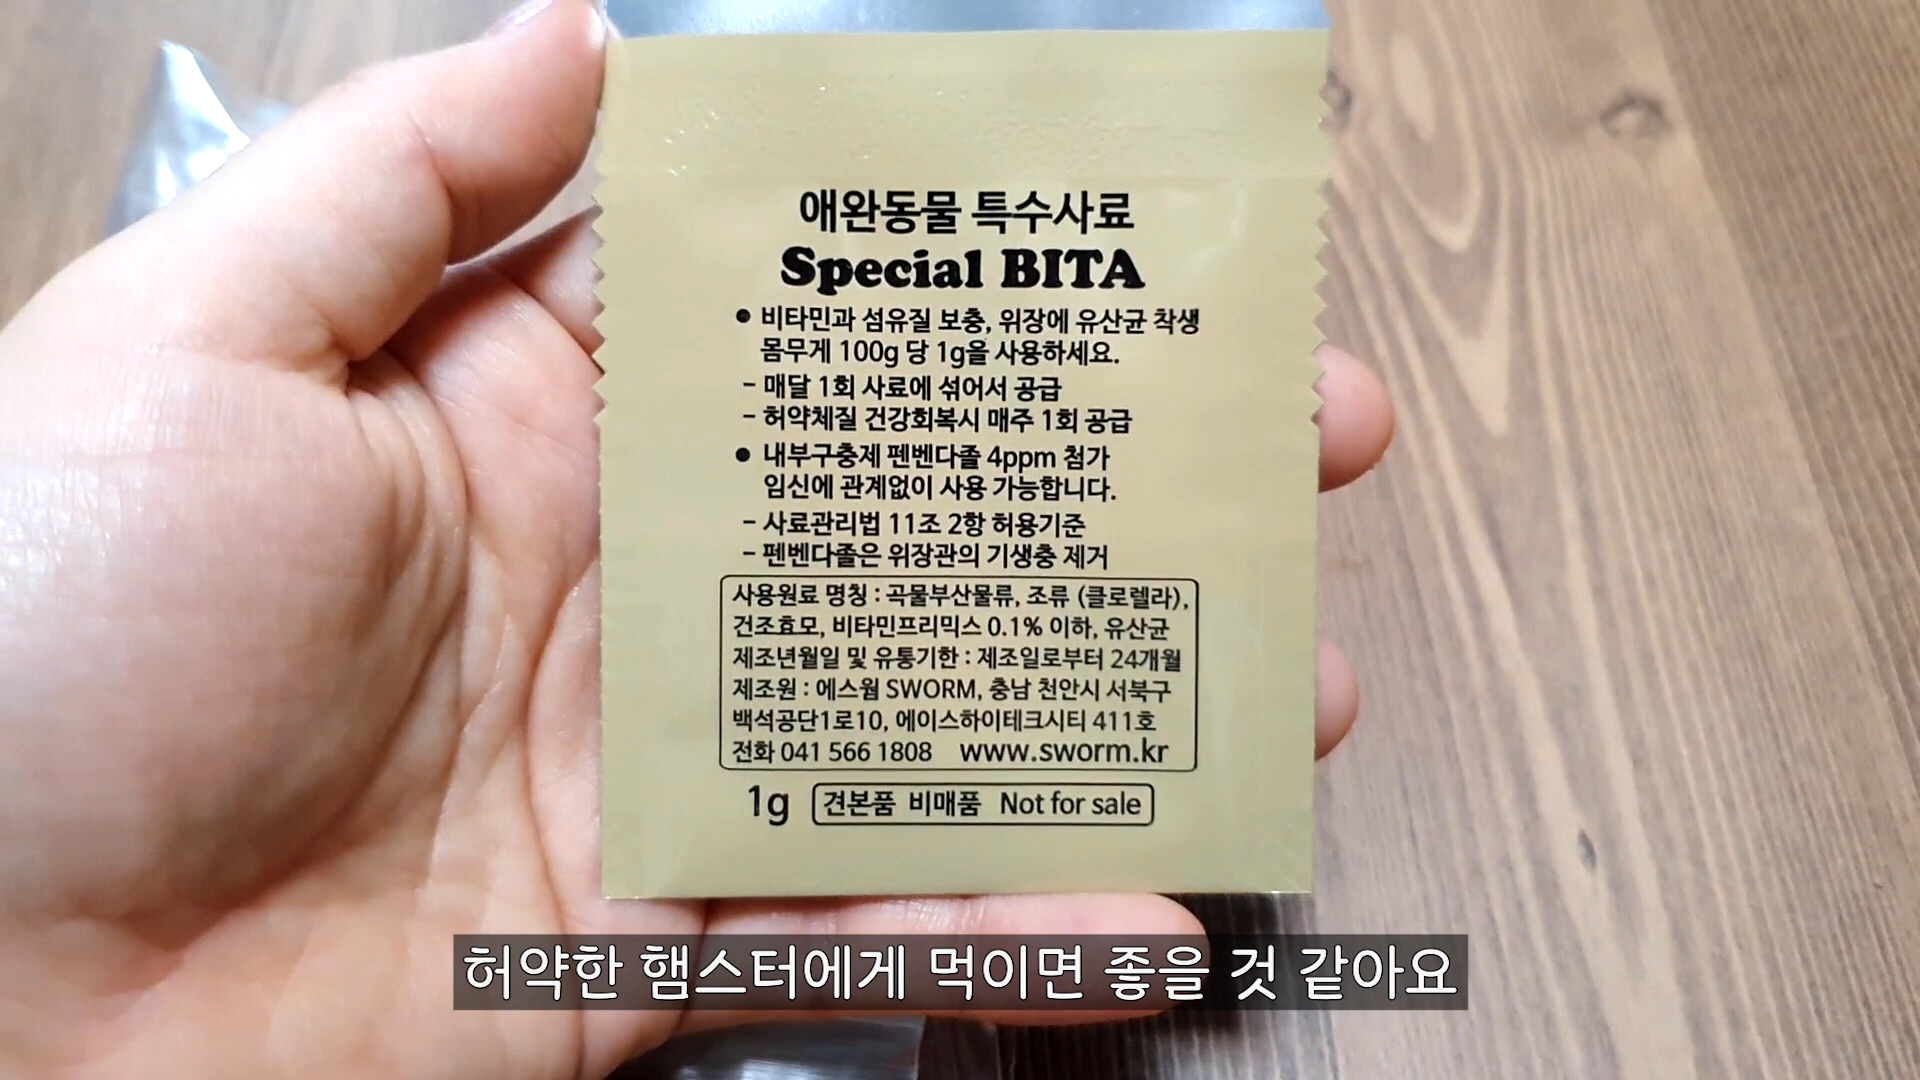 애완동물 특수사료
Special BITA
● 비타민과 섬유질 보충, 위장에 유산균 착생
몸무게 100g 당 1g을 사용하세요.
- 매달 1회 사료에 섞어서 공급
- 허약체질 건강회복시 매주 1회 공급
● 내부구충제 펜벤다졸 4ppm 첨가
임신에 관계없이 사용 가능합니다.
- 사료관리법 11조 2항 허용기준
- 펜벤다졸은 위장관의 기생충 제거
사용원료 명칭 : 곡물부산물류, 조류 (클로렐라),
건조효모, 비타민프리믹스 0.1% 이하, 유산균
제조년월일 및 유통기한 : 제조일로부터 24개월
제조원 : 에스웜 SWORM, 충남 천안시 서북구
백석공단1로10, 에이스하이테크시티 411호
전화 041 566 1808 www.sworm.kr
1g 견본품 비매품 Not for sale
허약한 햄스터에게 먹이면 좋을 것 같아요